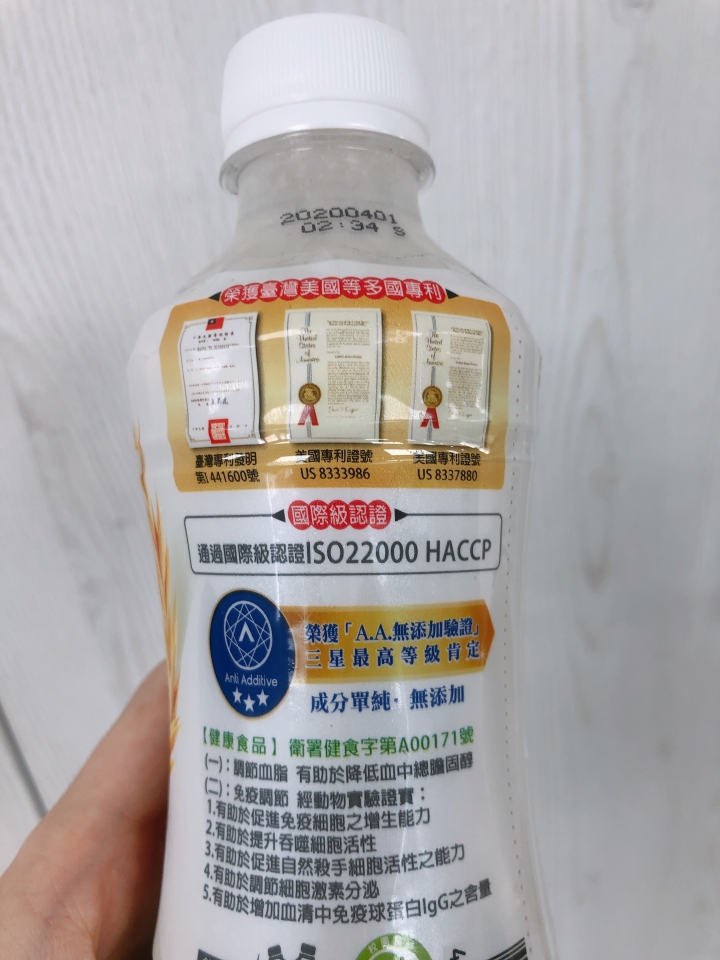 20200401
02:34 S
榮獲臺灣美國等多國專利
The
United
States
of
America
The
United
States
of
America
臺灣專利發明
第I 441600號
美國專利證號
US 8333986
美國專利證號
US 8337880
國際級認證
通過國際級認證ISO22000 HACCP
榮獲「A.A.無添加驗證」
三星最高等級肯定
Anti Additive
成分單純·無添加
【健康食品】衛署健食字第A00171號
(一):調節血脂 有助於降低血中總膽固醇
(二):免疫調節 經動物實驗證實:
1.有助於促進免疫細胞之增生能力
2.有助於提升吞噬細胞活性
3.有助於促進自然殺手細胞活性之能力
4.有助於調節細胞激素分泌
5.有助於增加血清中免疫球蛋白IgG之含量